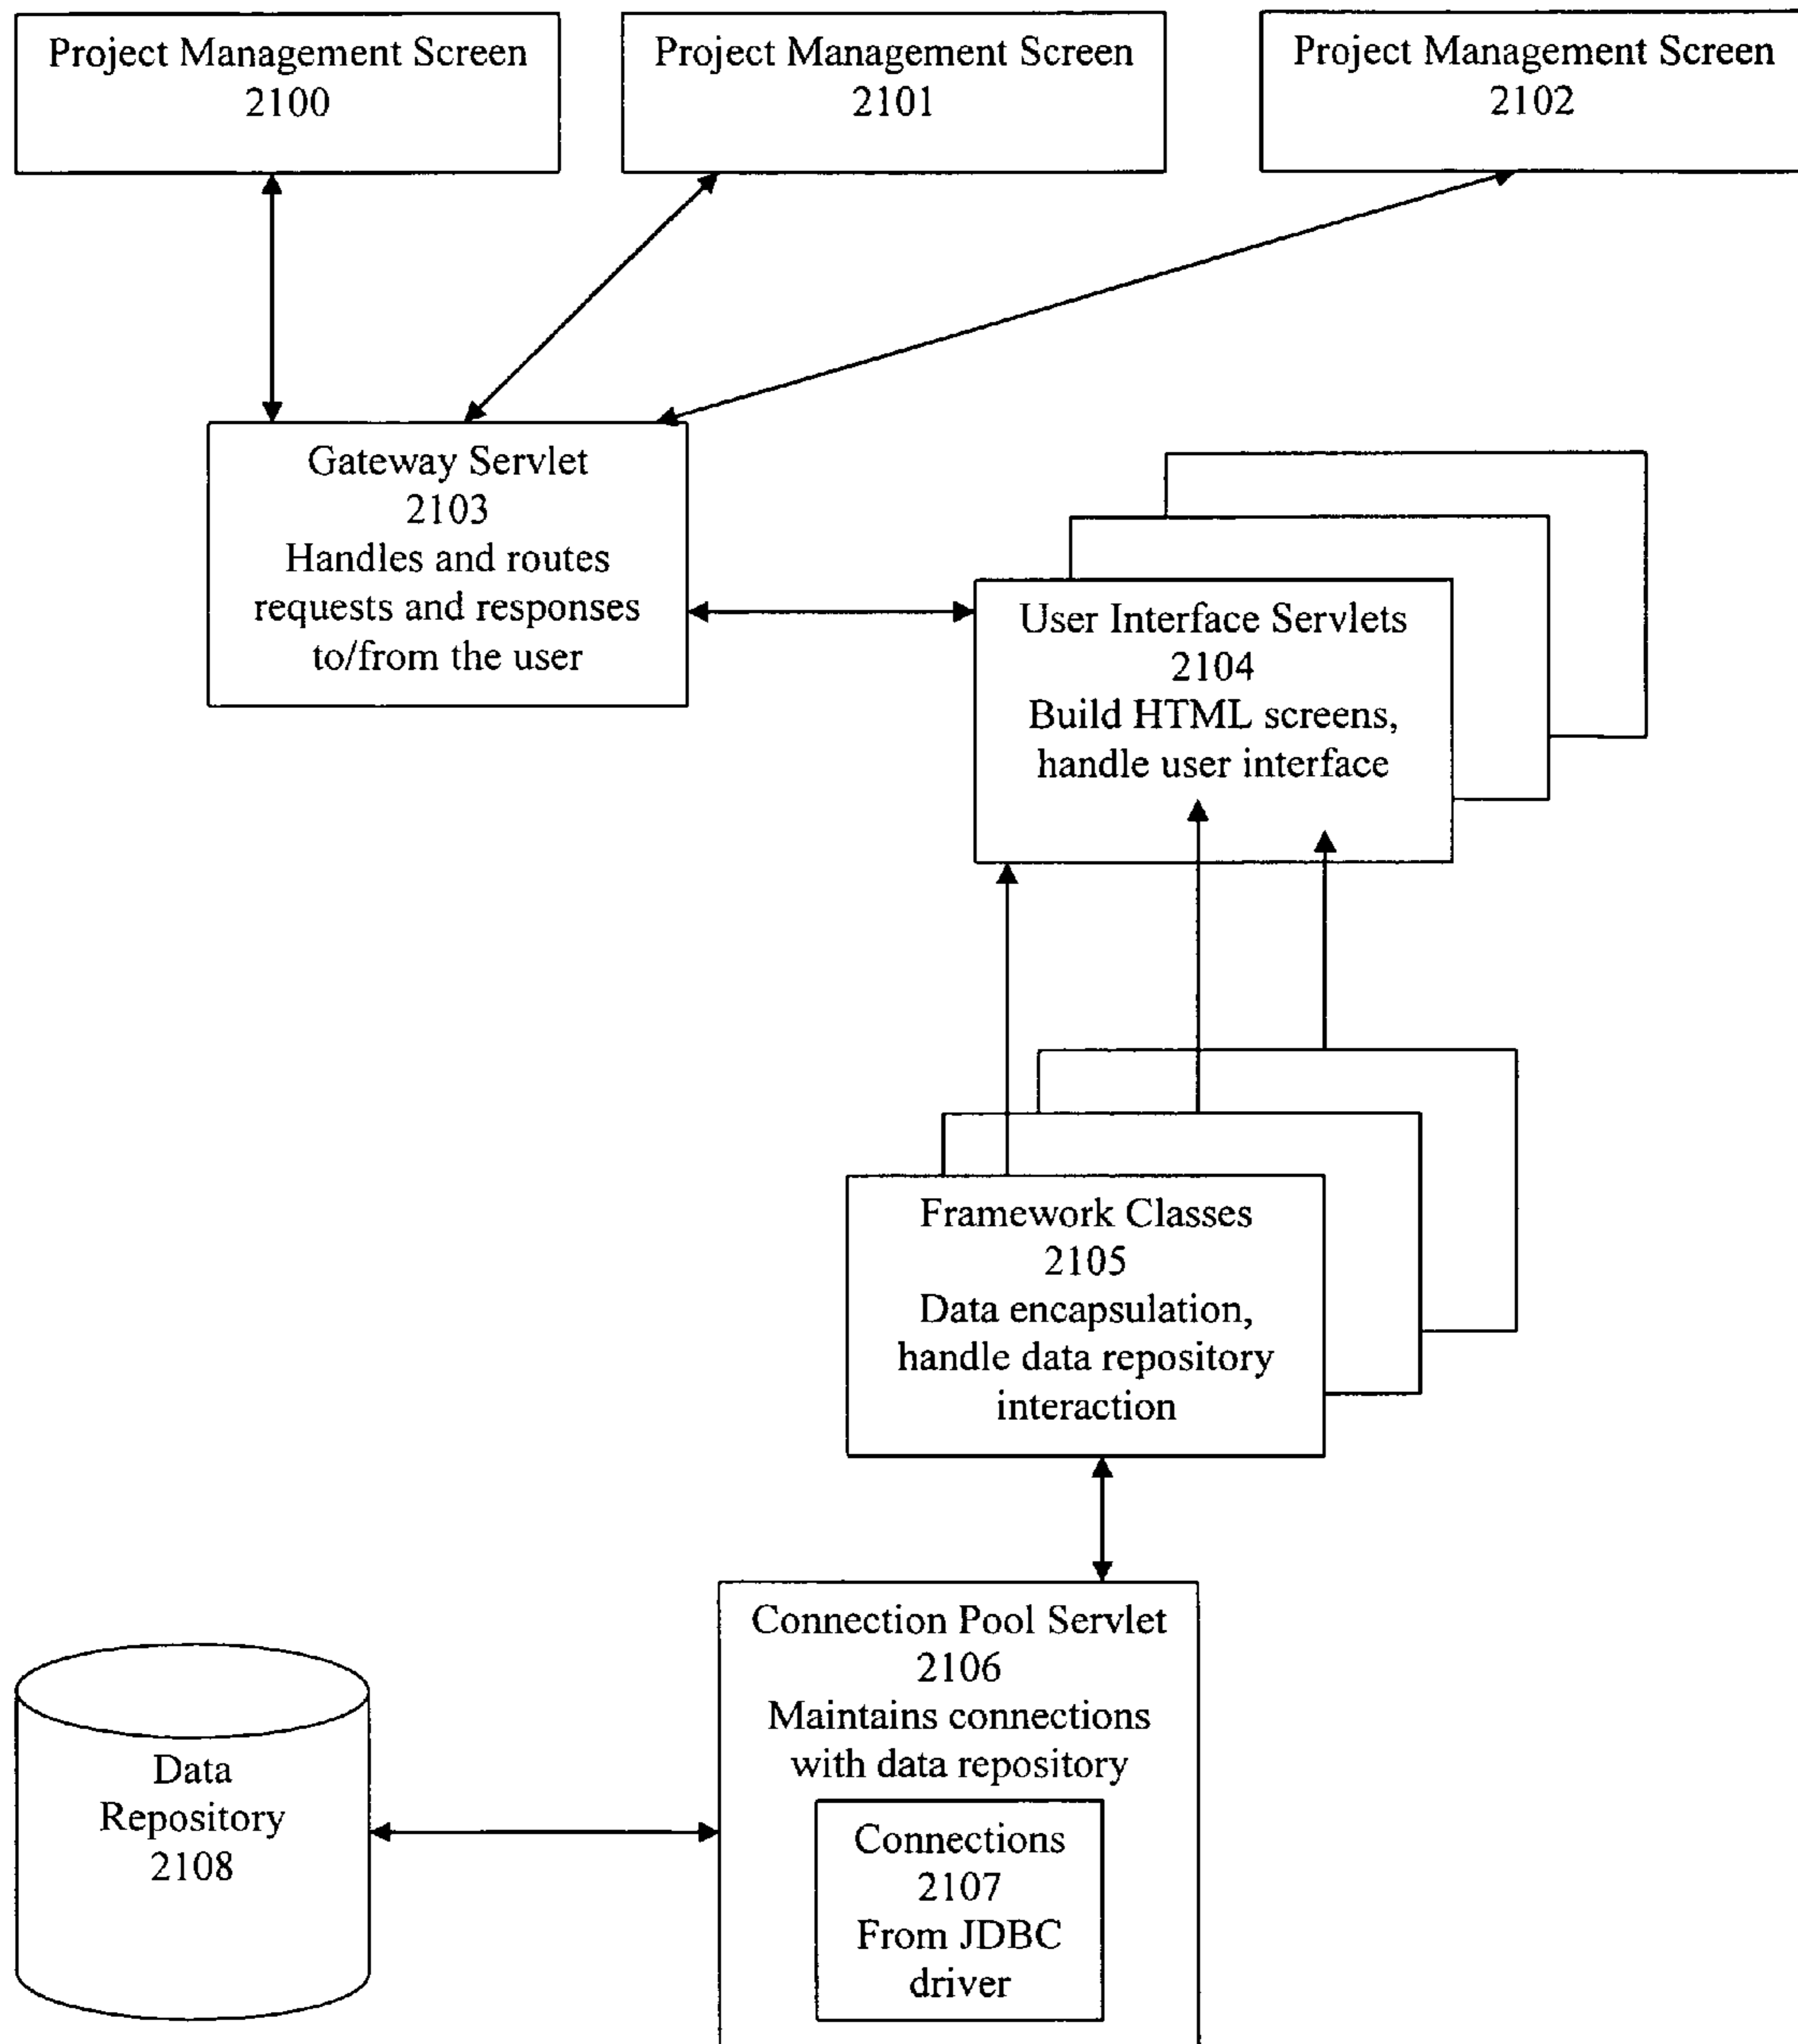 Project Management Screen
2100
Project Management Screen
2101
Project Management Screen
2102
Gateway Servlet
2103
Handles and routes
requests and responses
to/from the user
User Interface Servlets
2104
Build HTML screens,
handle user interface
Framework Classes
2105
Data encapsulation,
handle data repository
interaction
Connection Pool Servlet
2106
Maintains connections
with data repository
Connections
2107
From JDBC
driver
Data
Repository
2108